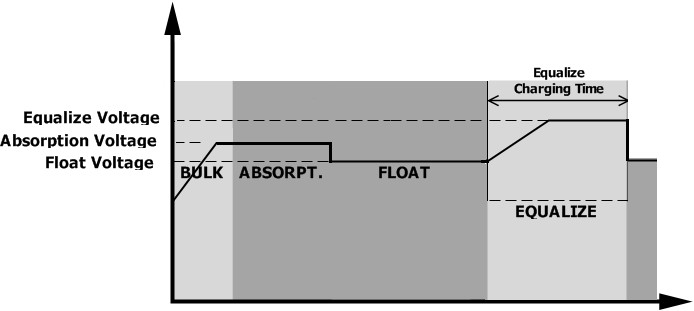 Equalize
Charging Time
Equalize Voltage
Absorption Voltage
Float Voltage
BULK
ABSORPT.
FLOAT
EQUALIZE